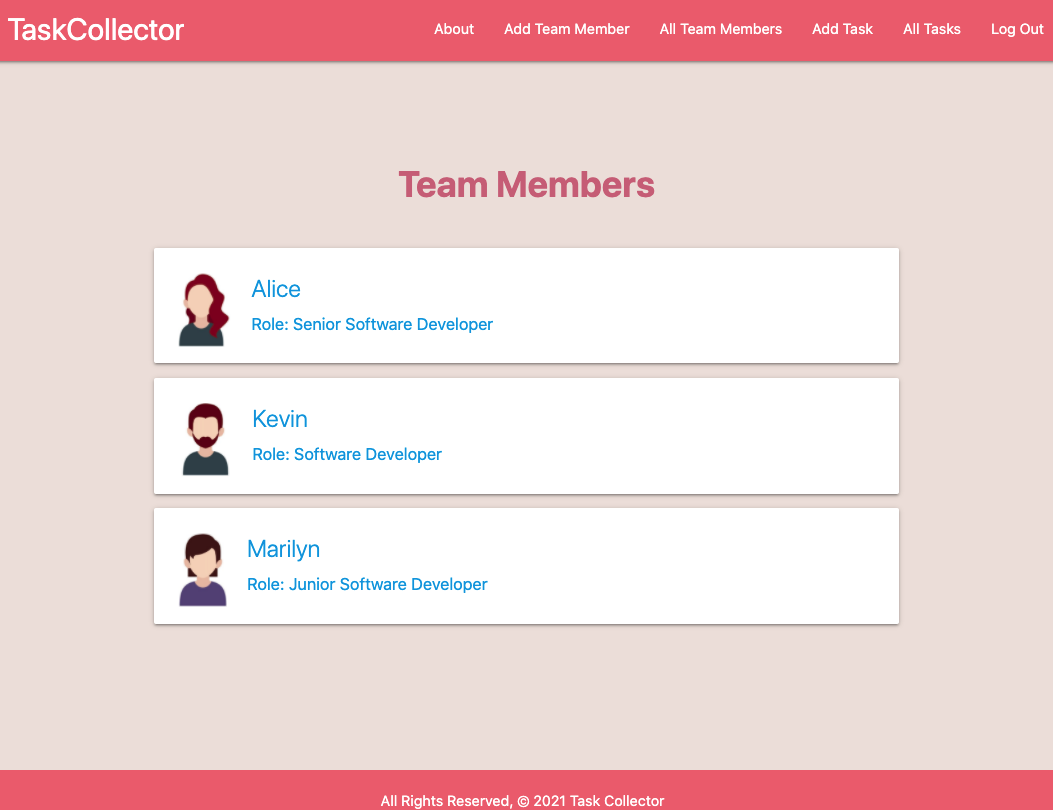 TaskCollector
About Add Team Member All Team Members Add Task All Tasks Log Out
Team Members
Alice
Role: Senior Software Developer
Kevin
Role: Software Developer
Marilyn
Role: Junior Software Developer
All Rights Reserved, © 2021 Task Collector